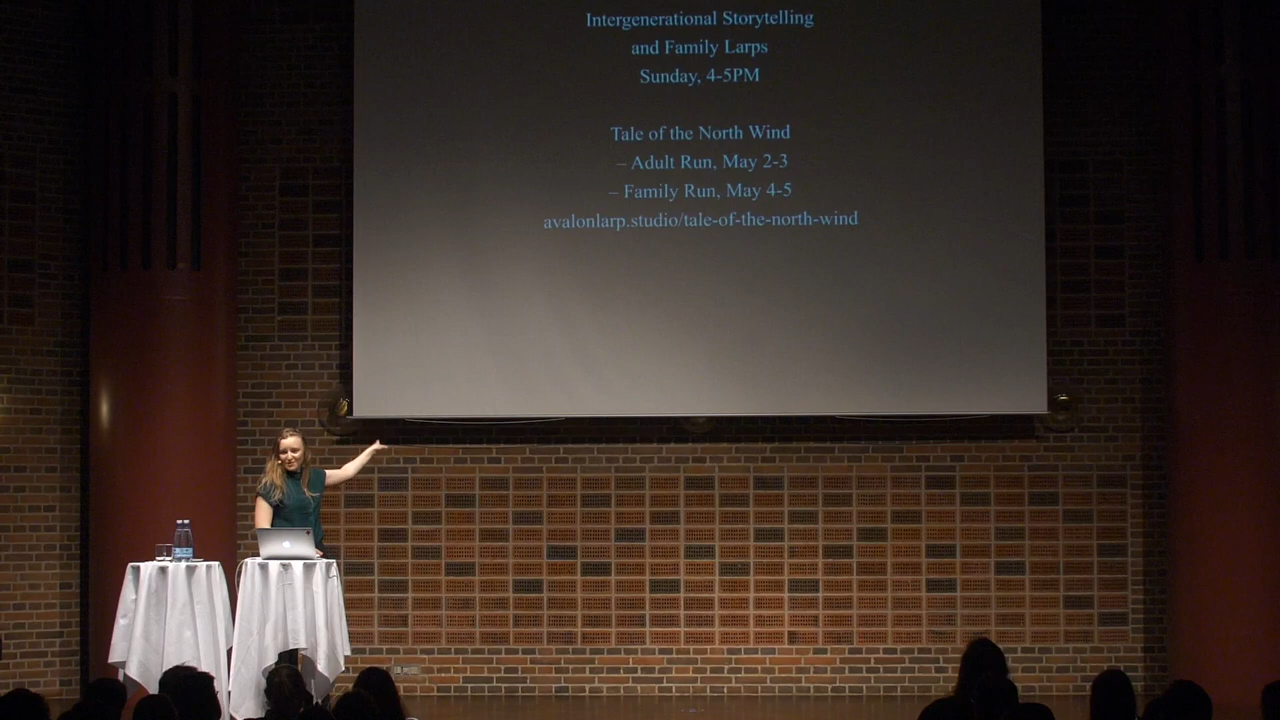 Intergenerational Storytelling
and Family Larps
Sunday, 4-5PM
Tale of the North Wind
– Adult Run, May 2-3
– Family Run, May 4-5
avalonlarp.studio/tale-of-the-north-wind